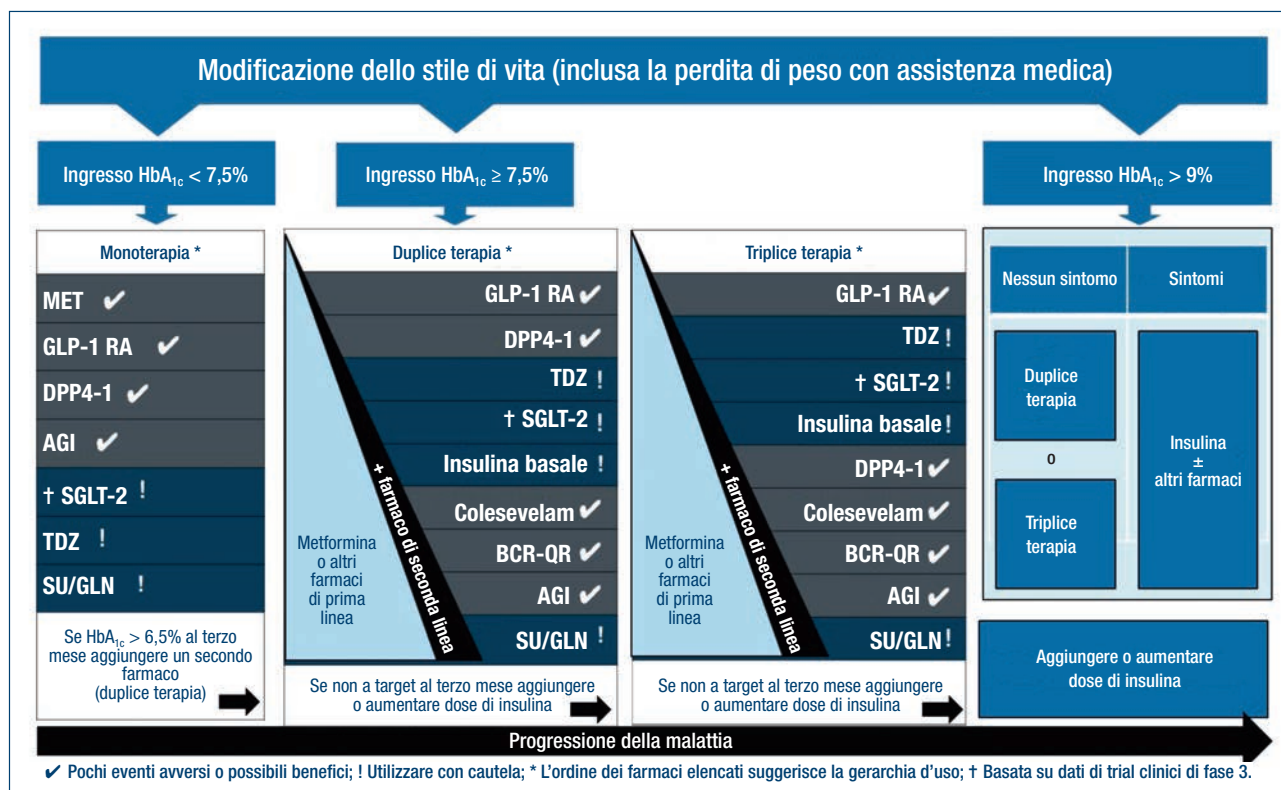 Modificazione dello stile di vita (inclusa la perdita di peso con assistenza medica)
Ingresso HbA1c < 7,5%
Ingresso HbA1c ≥ 7,5%
Ingresso HbA1c > 9%
Monoterapia *
MET ✔
GLP-1 RA ✔
DPP4-1 ✔
AGI ✔
† SGLT-2 !
TDZ !
SU/GLN !
Se HbA1c > 6,5% al terzo
mese aggiungere un secondo
farmaco
(duplice terapia)
Duplice terapia *
GLP-1 RA ✔
DPP4-1 ✔
TDZ !
† SGLT-2 !
Insulina basale !
Colesevelam ✔
BCR-QR ✔
AGI ✔
SU/GLN !
Metformina
o altri
farmaci
di prima
linea
+ farmaco di seconda linea
Se non a target al terzo mese aggiungere
o aumentare dose di insulina
Triplice terapia *
GLP-1 RA ✔
TDZ !
† SGLT-2 !
Insulina basale !
DPP4-1 ✔
Colesevelam ✔
BCR-QR ✔
AGI ✔
SU/GLN !
Metformina
o altri
farmaci
di prima
linea
+ farmaco di seconda linea
Se non a target al terzo mese aggiungere
o aumentare dose di insulina
Nessun sintomo
Sintomi
Duplice
terapia
o
Triplice
terapia
Insulina
±
altri farmaci
Aggiungere o aumentare
dose di insulina
Progressione della malattia
✔ Pochi eventi avversi o possibili benefici; ! Utilizzare con cautela; * L'ordine dei farmaci elencati suggerisce la gerarchia d'uso; † Basata su dati di trial clinici di fase 3.